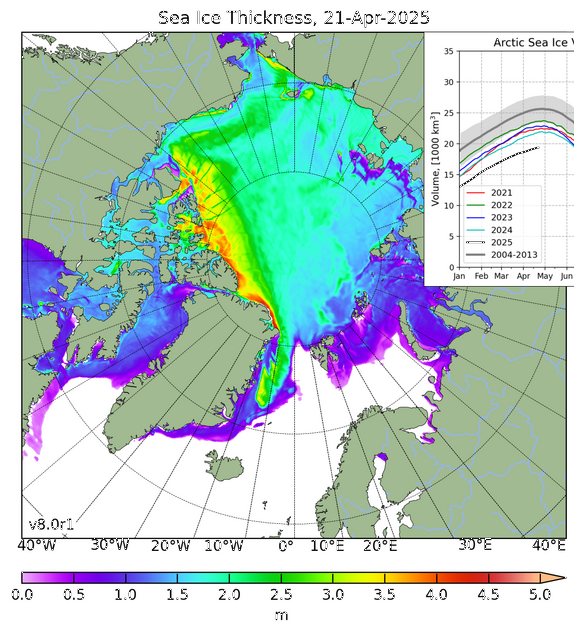 Sea Ice Thickness, 21-Apr-2025
Arctic Sea Ice V
Volume, [1000 km³]
35
30
25
20
15
10
5
0
2021
2022
2023
2024
2025
2004-2013
Jan Feb Mar Apr May Jun
v8.0r1
40°W 30°W 20°W 10°W 0° 10°E 20°E 30°E 40°E
0.0 0.5 1.0 1.5 2.0 2.5 3.0 3.5 4.0 4.5 5.0
m